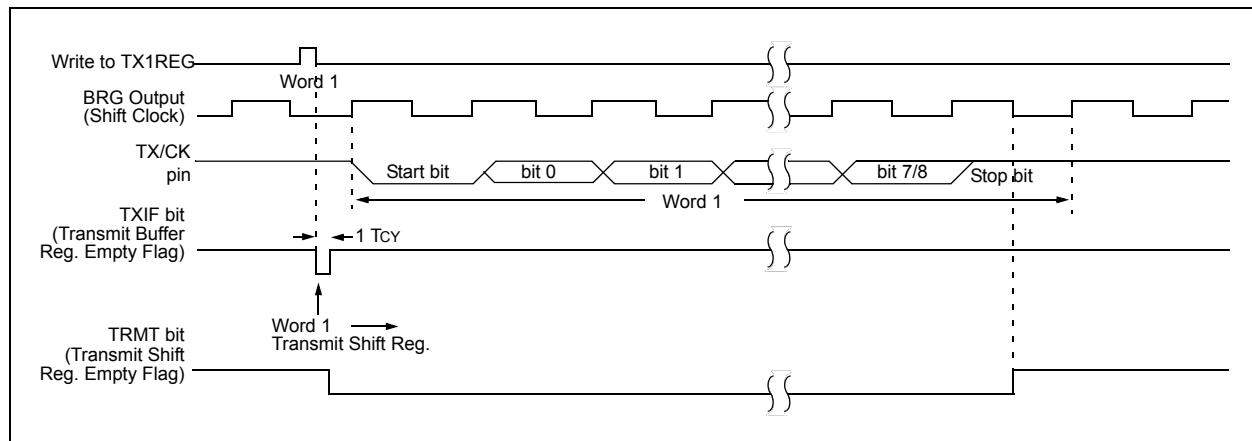 Write to TX1REG
Word 1
BRG Output
(Shift Clock)
TX/CK
pin
Start bit
bit 0
bit 1
bit 7/8
Stop bit
Word 1
TXIF bit
(Transmit Buffer
Reg. Empty Flag)
1 TCY
Word 1
Transmit Shift Reg.
TRMT bit
(Transmit Shift
Reg. Empty Flag)